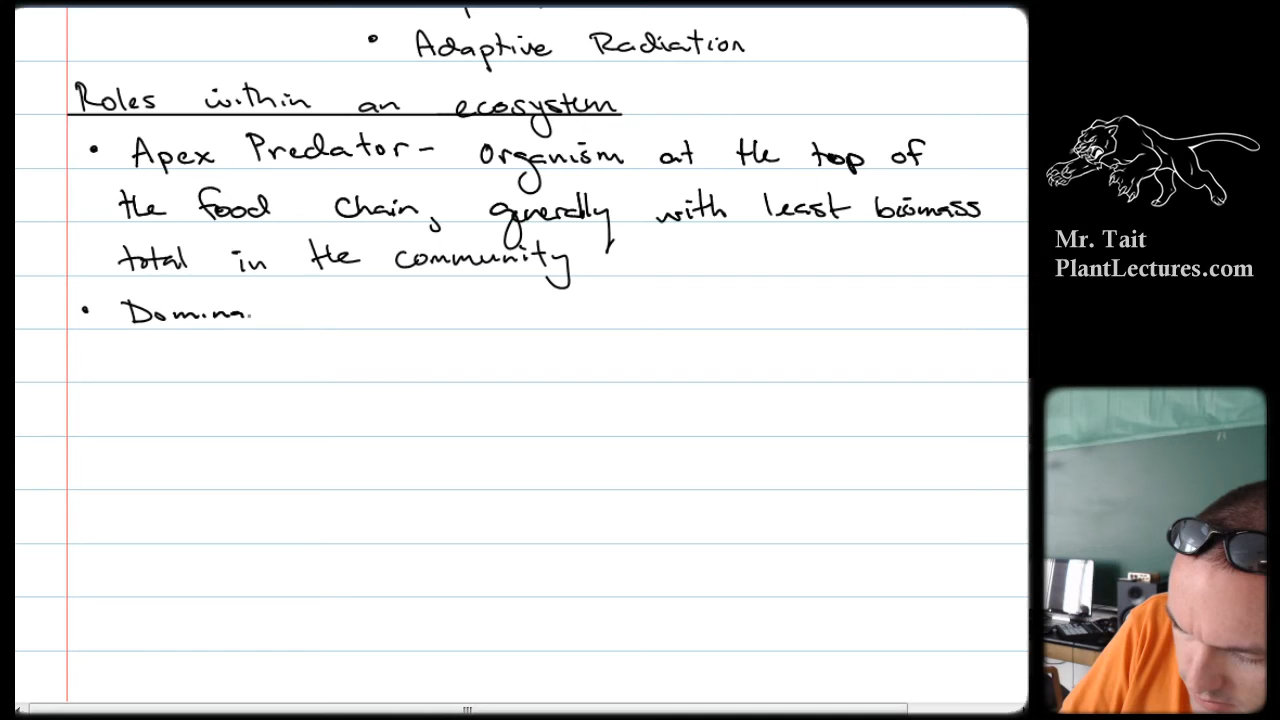 • Adaptive Radiation
Roles within an ecosystem
• Apex Predator - Organism at the top of
the food chain, generally with least biomass
total in the community
• Domina
Mr. Tait
PlantLectures.com